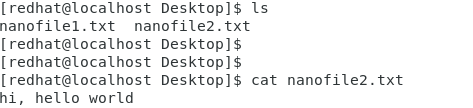 [redhat@localhost Desktop]$ ls
nanofile1.txt  nanofile2.txt
[redhat@localhost Desktop]$
[redhat@localhost Desktop]$
[redhat@localhost Desktop]$ cat nanofile2.txt
hi, hello world